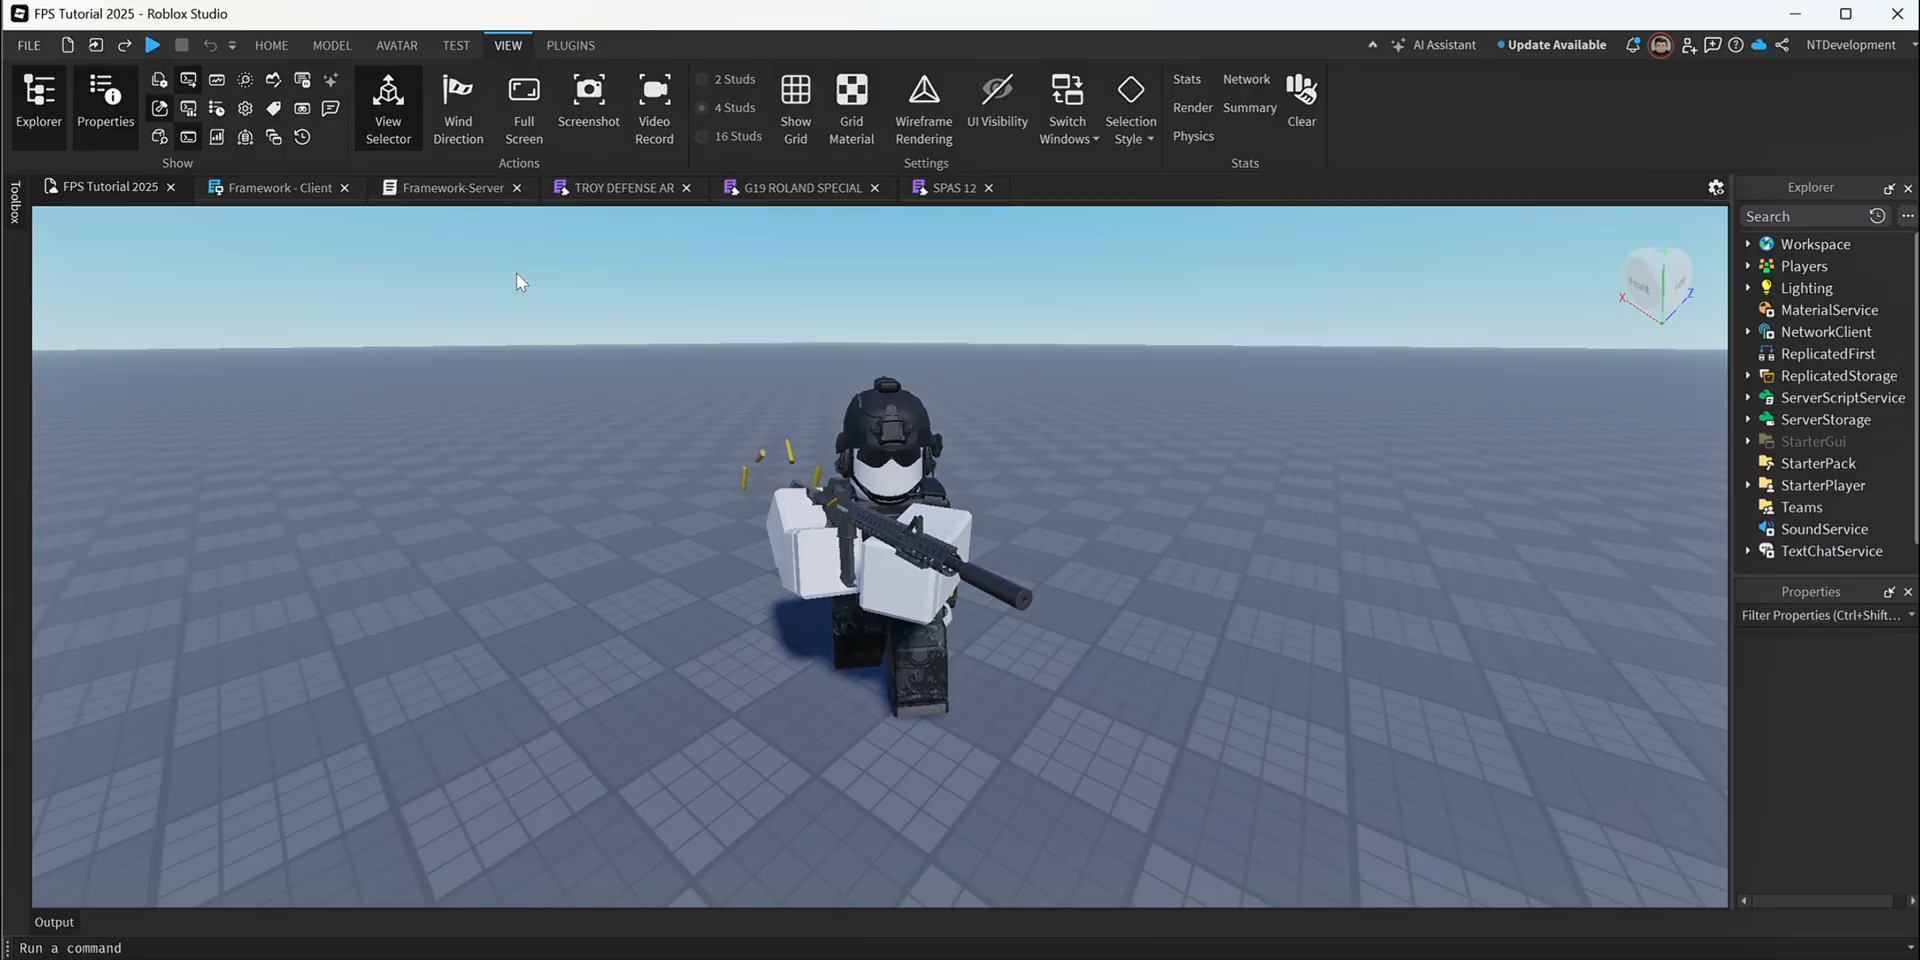 FPS Tutorial 2025 - Roblox Studio
FILE
HOME
MODEL
AVATAR
TEST
VIEW
PLUGINS
AI Assistant
Update Available
NTDevelopment
Explorer
Properties
Show
View Selector
Wind Direction
Full Screen
Screenshot
Video Record
Actions
2 Studs
4 Studs
16 Studs
Show Grid
Grid Material
Wireframe Rendering
UI Visibility
Switch Windows
Selection Style
Settings
Stats
Network
Render
Summary
Physics
Clear
Stats
Toolbox
FPS Tutorial 2025
Framework - Client
Framework-Server
TROY DEFENSE AR
G19 ROLAND SPECIAL
SPAS 12
Explorer
Search
Workspace
Players
Lighting
MaterialService
NetworkClient
ReplicatedFirst
ReplicatedStorage
ServerScriptService
ServerStorage
StarterGui
StarterPack
StarterPlayer
Teams
SoundService
TextChatService
Front
X
Z
Properties
Filter Properties (Ctrl+Shift...
Output
Run a command